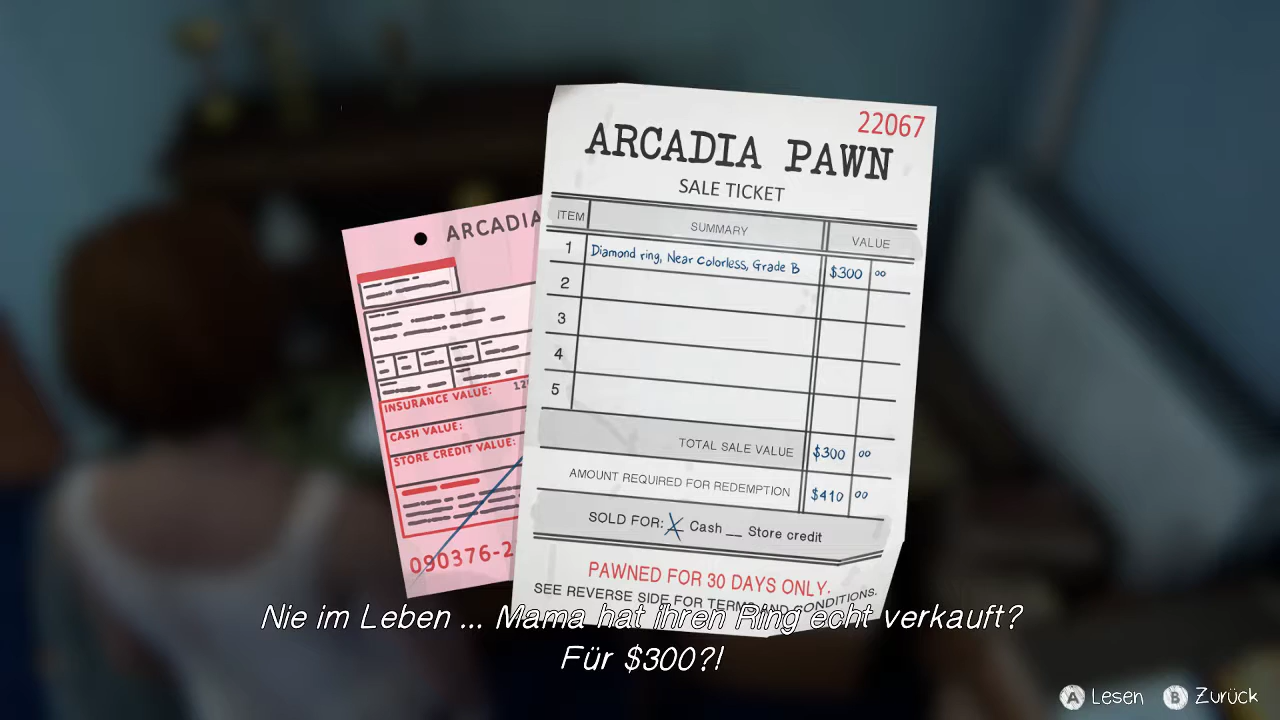 22067
ARCADIA PAWN
SALE TICKET
ITEM SUMMARY VALUE
1 Diamond ring, Near Colorless, Grade B $300 00
2
3
4
5
TOTAL SALE VALUE $300 00
AMOUNT REQUIRED FOR REDEMPTION $410 00
SOLD FOR: X Cash __ Store credit
PAWNED FOR 30 DAYS ONLY.
SEE REVERSE SIDE FOR TERMS AND CONDITIONS.
ARCADIA
INSURANCE VALUE:
CASH VALUE:
STORE CREDIT VALUE:
090376-2
Nie im Leben ... Mama hat ihren Ring echt verkauft?
Für $300?!
A Lesen B Zurück